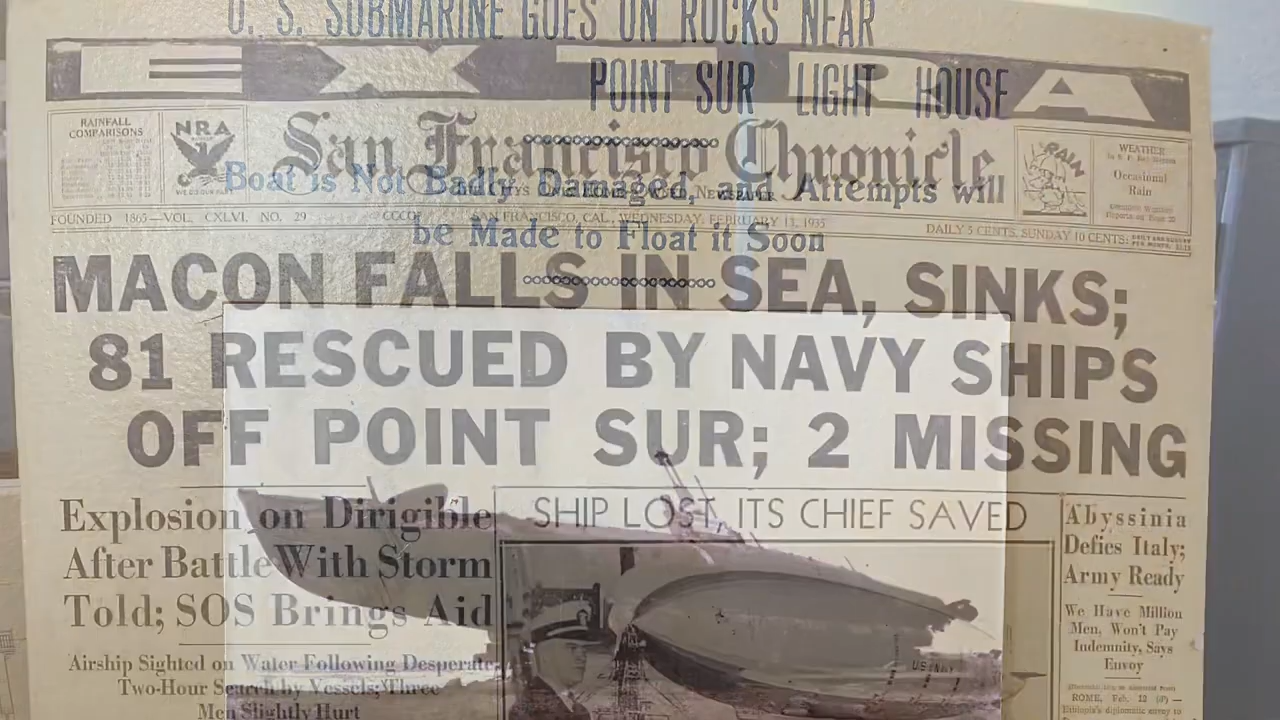 U. S. SUBMARINE GOES ON ROCKS NEAR
POINT SUR LIGHT HOUSE
EXTRA
RAINFALL
COMPARISONS
NRA
San Francisco Chronicle
WEATHER
Occasional
Rain
RAIN
Boat is Not Badly Damaged, and Attempts will
be Made to Float it Soon
FOUNDED 1865—VOL. CXLVI, NO. 29
SAN FRANCISCO, CAL., WEDNESDAY, FEBRUARY 13, 1935
DAILY 5 CENTS, SUNDAY 10 CENTS:
MACON FALLS IN SEA, SINKS;
81 RESCUED BY NAVY SHIPS
OFF POINT SUR; 2 MISSING
Explosion on Dirigible
After Battle With Storm
Told; SOS Brings Aid
Airship Sighted on Water Following Desperate
Two-Hour Search by Vessels; Three
Men Slightly Hurt
SHIP LOST, ITS CHIEF SAVED
U.S. NAVY
Abyssinia
Defies Italy;
Army Ready
We Have Million
Men, Won't Pay
Indemnity, Says
Envoy
ROME, Feb. 12 (/P) —